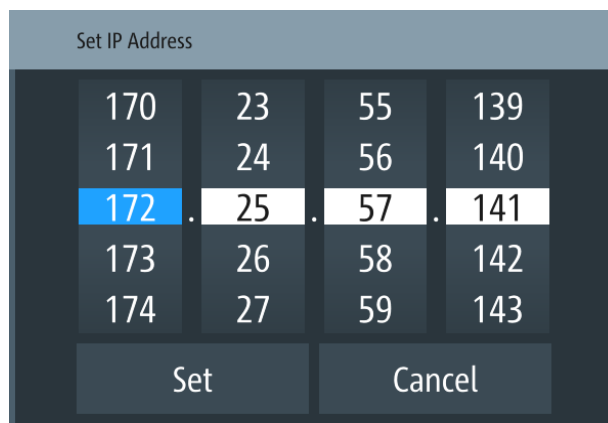 Set IP Address
170 23 55 139
171 24 56 140
172 . 25 . 57 . 141
173 26 58 142
174 27 59 143
Set Cancel